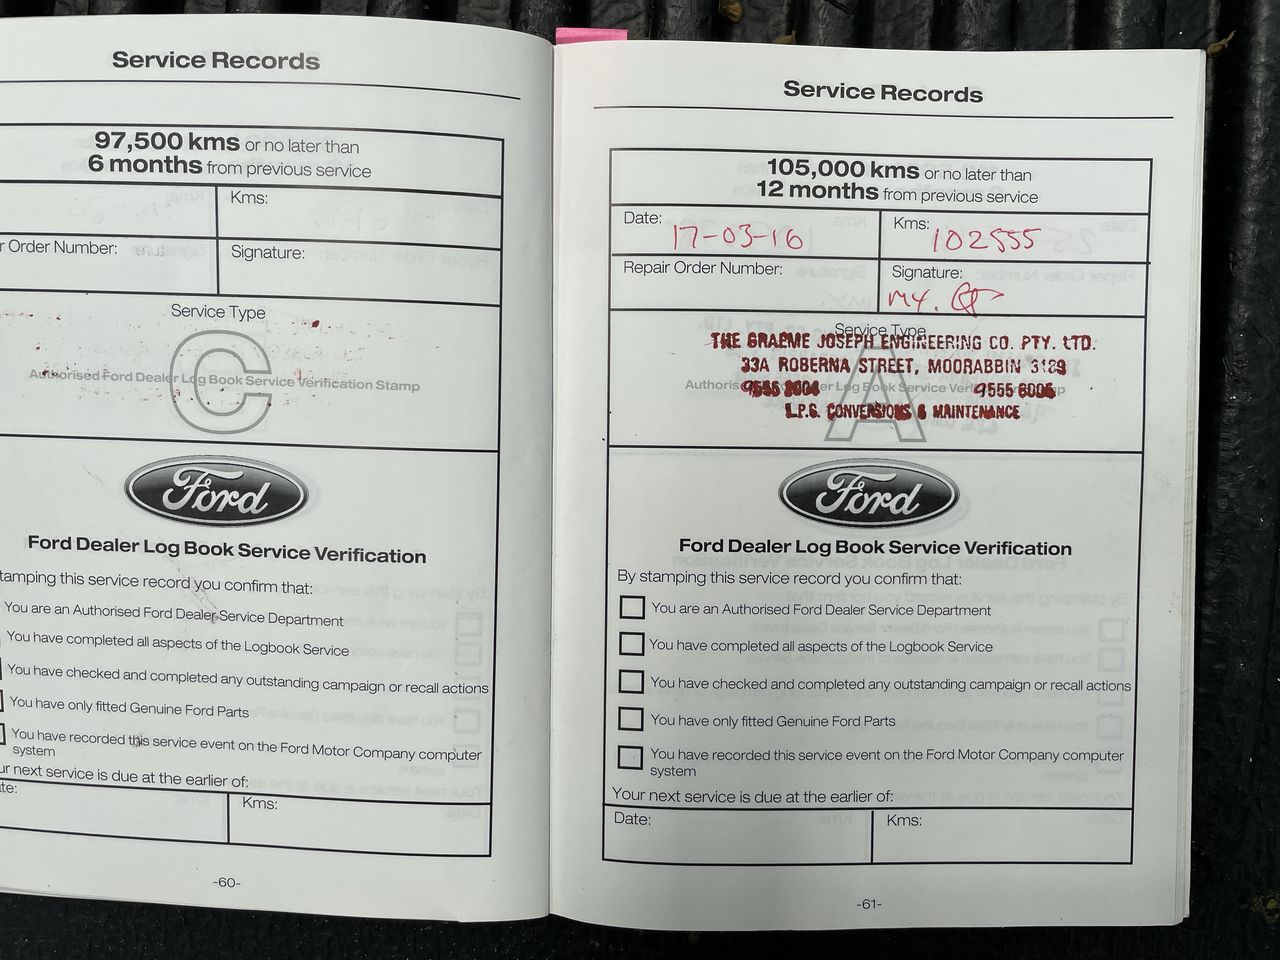 Service Records
97,500 kms or no later than
6 months from previous service
Kms:
r Order Number:
Signature:
Service Type
C
Authorised Ford Dealer Log Book Service Verification Stamp
Ford
Ford Dealer Log Book Service Verification
tamping this service record you confirm that:
You are an Authorised Ford Dealer Service Department
You have completed all aspects of the Logbook Service
You have checked and completed any outstanding campaign or recall actions
You have only fitted Genuine Ford Parts
You have recorded this service event on the Ford Motor Company computer
system
ur next service is due at the earlier of:
te:
Kms:
-60-
Service Records
105,000 kms or no later than
12 months from previous service
Date: 17-03-16
Kms: 102555
Repair Order Number:
Signature:
Service Type
A
THE GRAEME JOSEPH ENGINEERING CO. PTY. LTD.
33A ROBERNA STREET, MOORABBIN 3189
9555 6006
L.P.G. CONVERSIONS & MAINTENANCE
Ford
Ford Dealer Log Book Service Verification
By stamping this service record you confirm that:
You are an Authorised Ford Dealer Service Department
You have completed all aspects of the Logbook Service
You have checked and completed any outstanding campaign or recall actions
You have only fitted Genuine Ford Parts
You have recorded this service event on the Ford Motor Company computer
system
Your next service is due at the earlier of:
Date:
Kms:
-61-